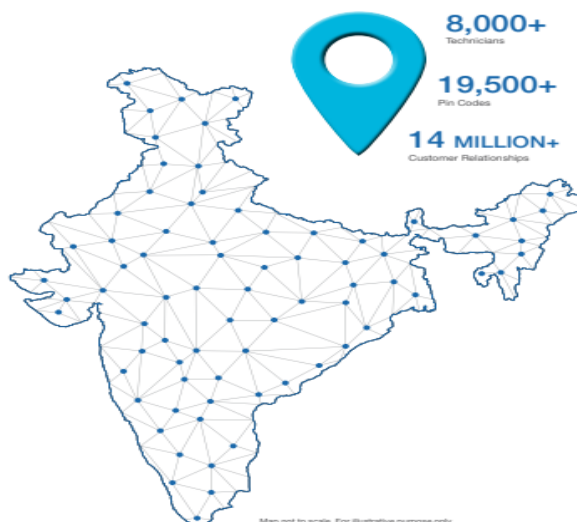 8,000+
Technicians
19,500+
Pin Codes
14 MILLION+
Customer Relationships
Map not to scale. For illustrative purpose only